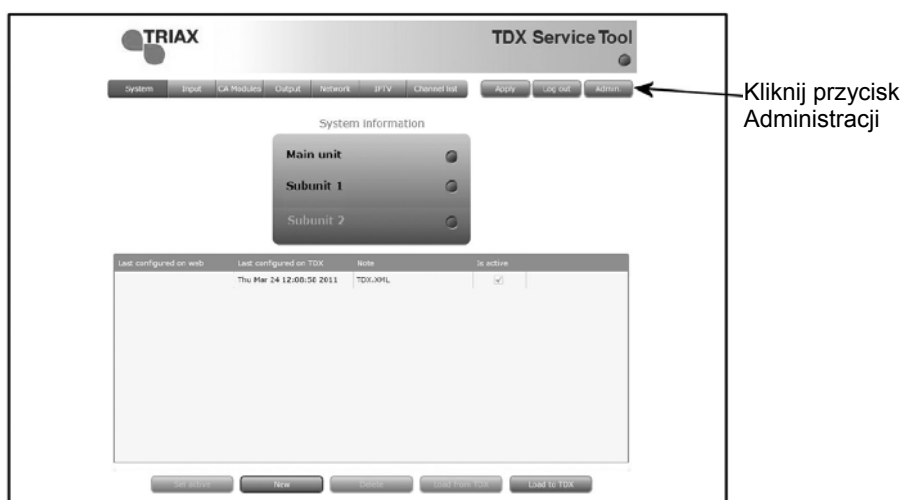 TRIAX
TDX Service Tool
System Input CA Modules Output Network IPTV Channel list Apply Log out Admin.
Kliknij przycisk
Administracji
System information
Main unit
Subunit 1
Subunit 2
Last configured on web Last configured on TDX Note Is active
Thu Mar 24 12:08:58 2011 TDX.XML
Set active New Delete Load from TDX Load to TDX